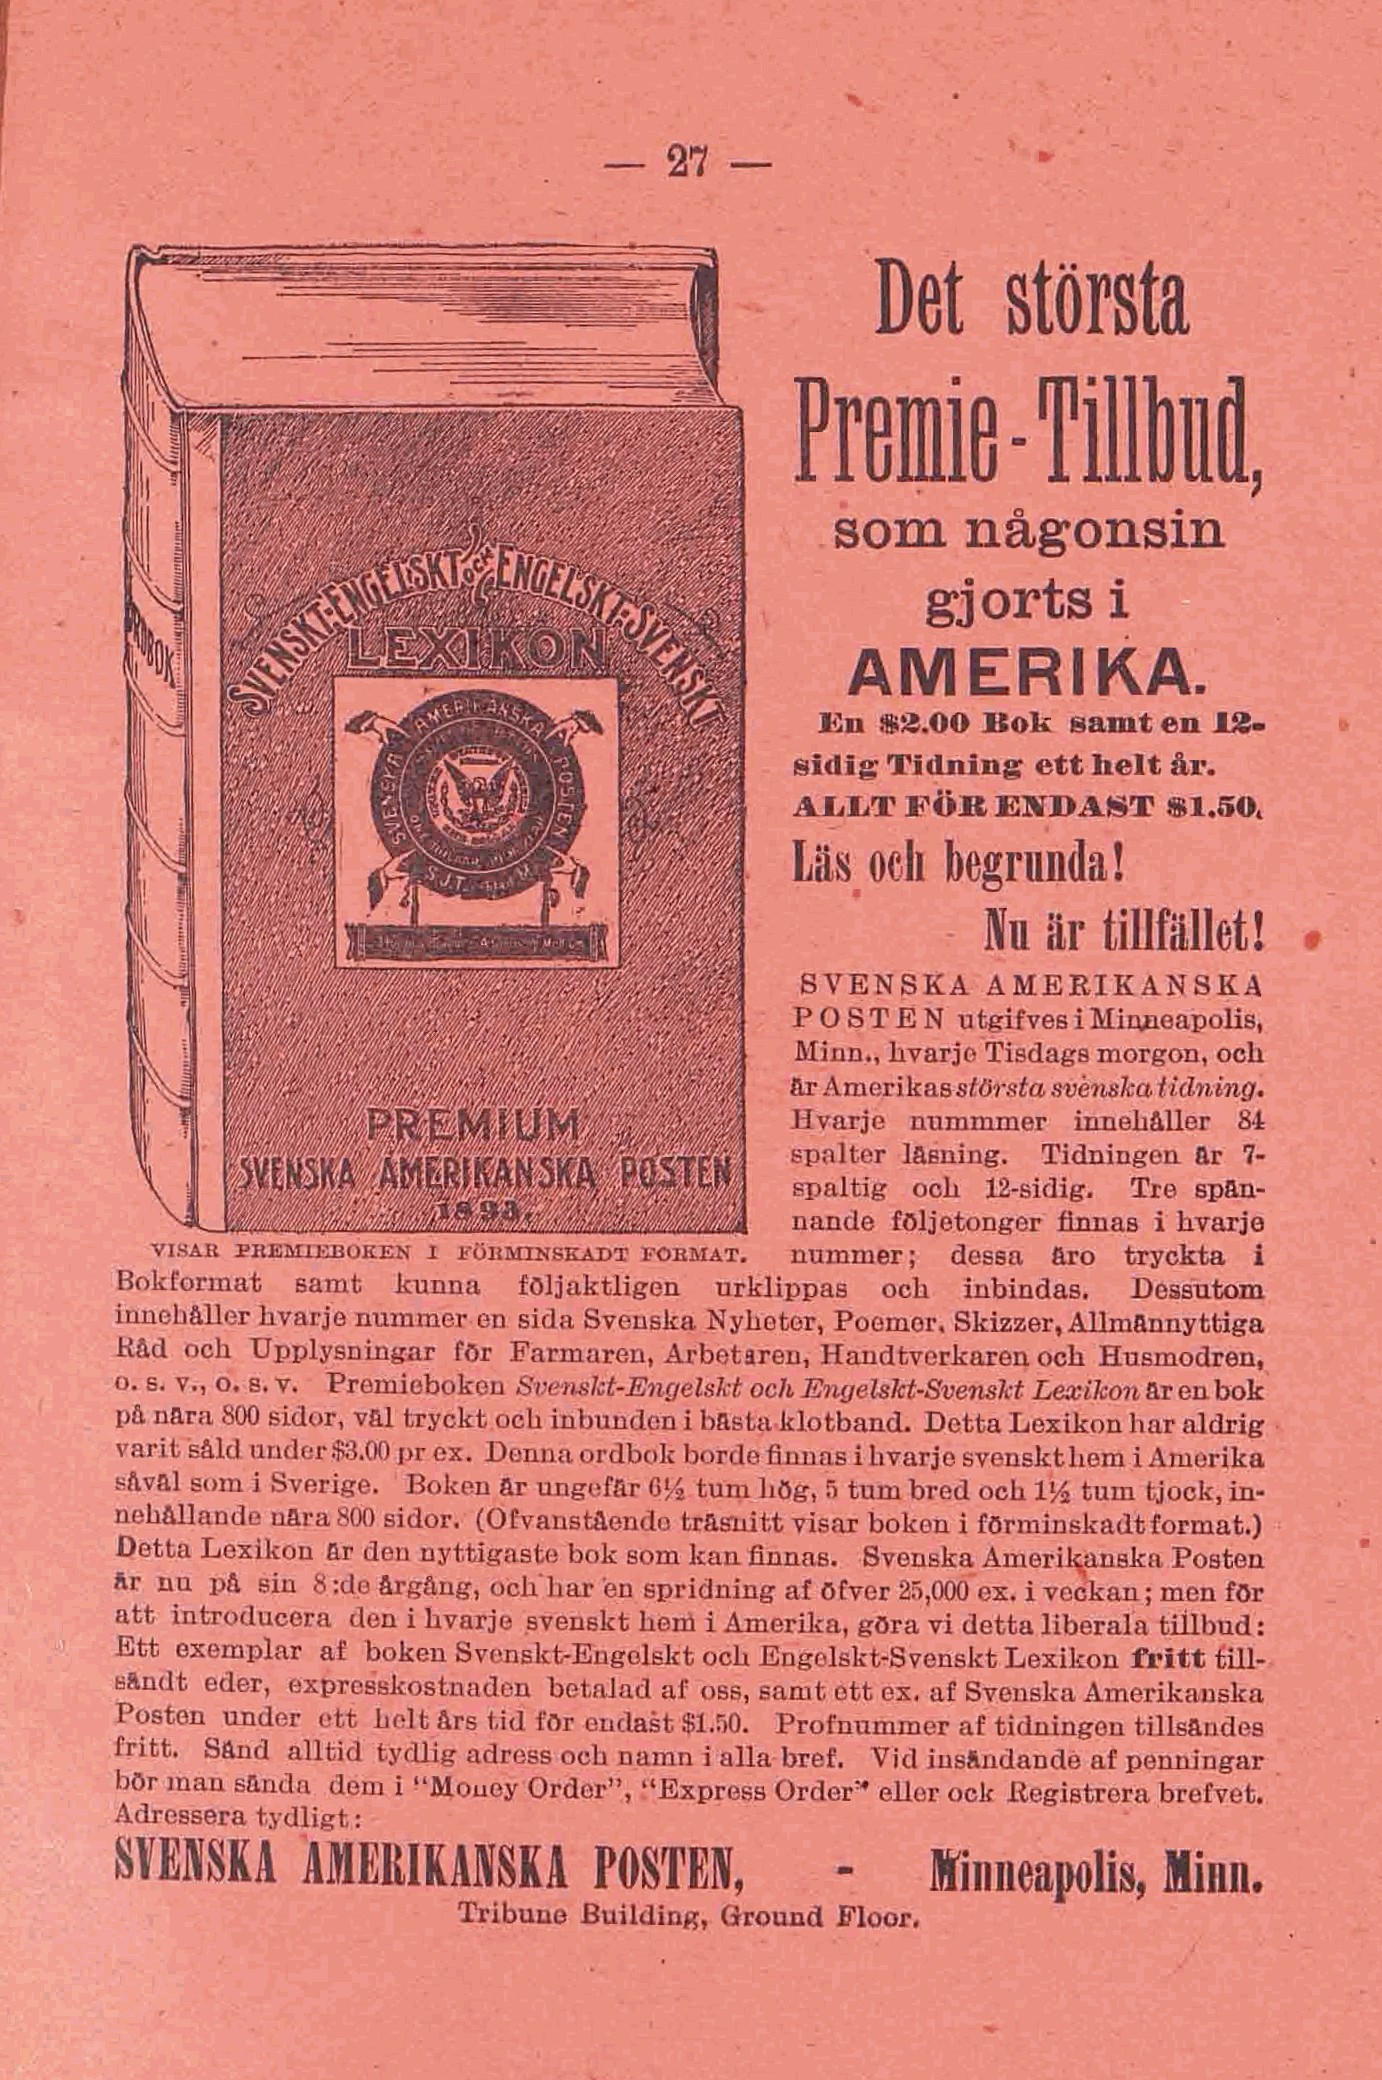 — 27 —
Det största
Premie-Tillbud,
som någonsin
gjorts i
AMERIKA.
En $2.00 Bok samt en 12-
sidig Tidning ett helt år.
ALLT FÖR ENDAST $1.50.
Läs och begrunda!
Nu är tillfället!
RDBOK
SVENSKT-ENGELSKT OCH ENGELSKT-SVENSKT
LEXIKON
SVENSKA AMERIKANSKA POSTEN
PREMIUM
SVENSKA AMERIKANSKA POSTEN
1893.
VISAR PREMIEBOKEN I FÖRMINSKADT FORMAT.
SVENSKA AMERIKANSKA
POSTEN utgifves i Minneapolis,
Minn., hvarje Tisdags morgon, och
är Amerikas största svenska tidning.
Hvarje nummmer innehåller 84
spalter läsning. Tidningen är 7-
spaltig och 12-sidig. Tre spän-
nande följetonger finnas i hvarje
nummer; dessa äro tryckta i
Bokformat samt kunna följaktligen urklippas och inbindas. Dessutom
innehåller hvarje nummer en sida Svenska Nyheter, Poemer, Skizzer, Allmännyttiga
Råd och Upplysningar för Farmaren, Arbetaren, Handtverkaren och Husmodren,
o. s. v., o. s. v. Premieboken Svenskt-Engelskt och Engelskt-Svenskt Lexikon är en bok
på nära 800 sidor, väl tryckt och inbunden i bästa klotband. Detta Lexikon har aldrig
varit såld under $3.00 pr ex. Denna ordbok borde finnas i hvarje svenskt hem i Amerika
såväl som i Sverige. Boken är ungefär 6½ tum hög, 5 tum bred och 1½ tum tjock, in-
nehållande nära 800 sidor. (Ofvanstående träsnitt visar boken i förminskadt format.)
Detta Lexikon är den nyttigaste bok som kan finnas. Svenska Amerikanska Posten
är nu på sin 8:de årgång, och har en spridning af öfver 25,000 ex. i veckan; men för
att introducera den i hvarje svenskt hem i Amerika, göra vi detta liberala tillbud:
Ett exemplar af boken Svenskt-Engelskt och Engelskt-Svenskt Lexikon fritt till-
sändt eder, expresskostnaden betalad af oss, samt ett ex. af Svenska Amerikanska
Posten under ett helt års tid för endast $1.50. Profnummer af tidningen tillsändes
fritt. Sänd alltid tydlig adress och namn i alla bref. Vid insändande af penningar
bör man sända dem i “Money Order”, “Express Order” eller ock Registrera brefvet.
Adressera tydligt:
SVENSKA AMERIKANSKA POSTEN, - Minneapolis, Minn.
Tribune Building, Ground Floor.